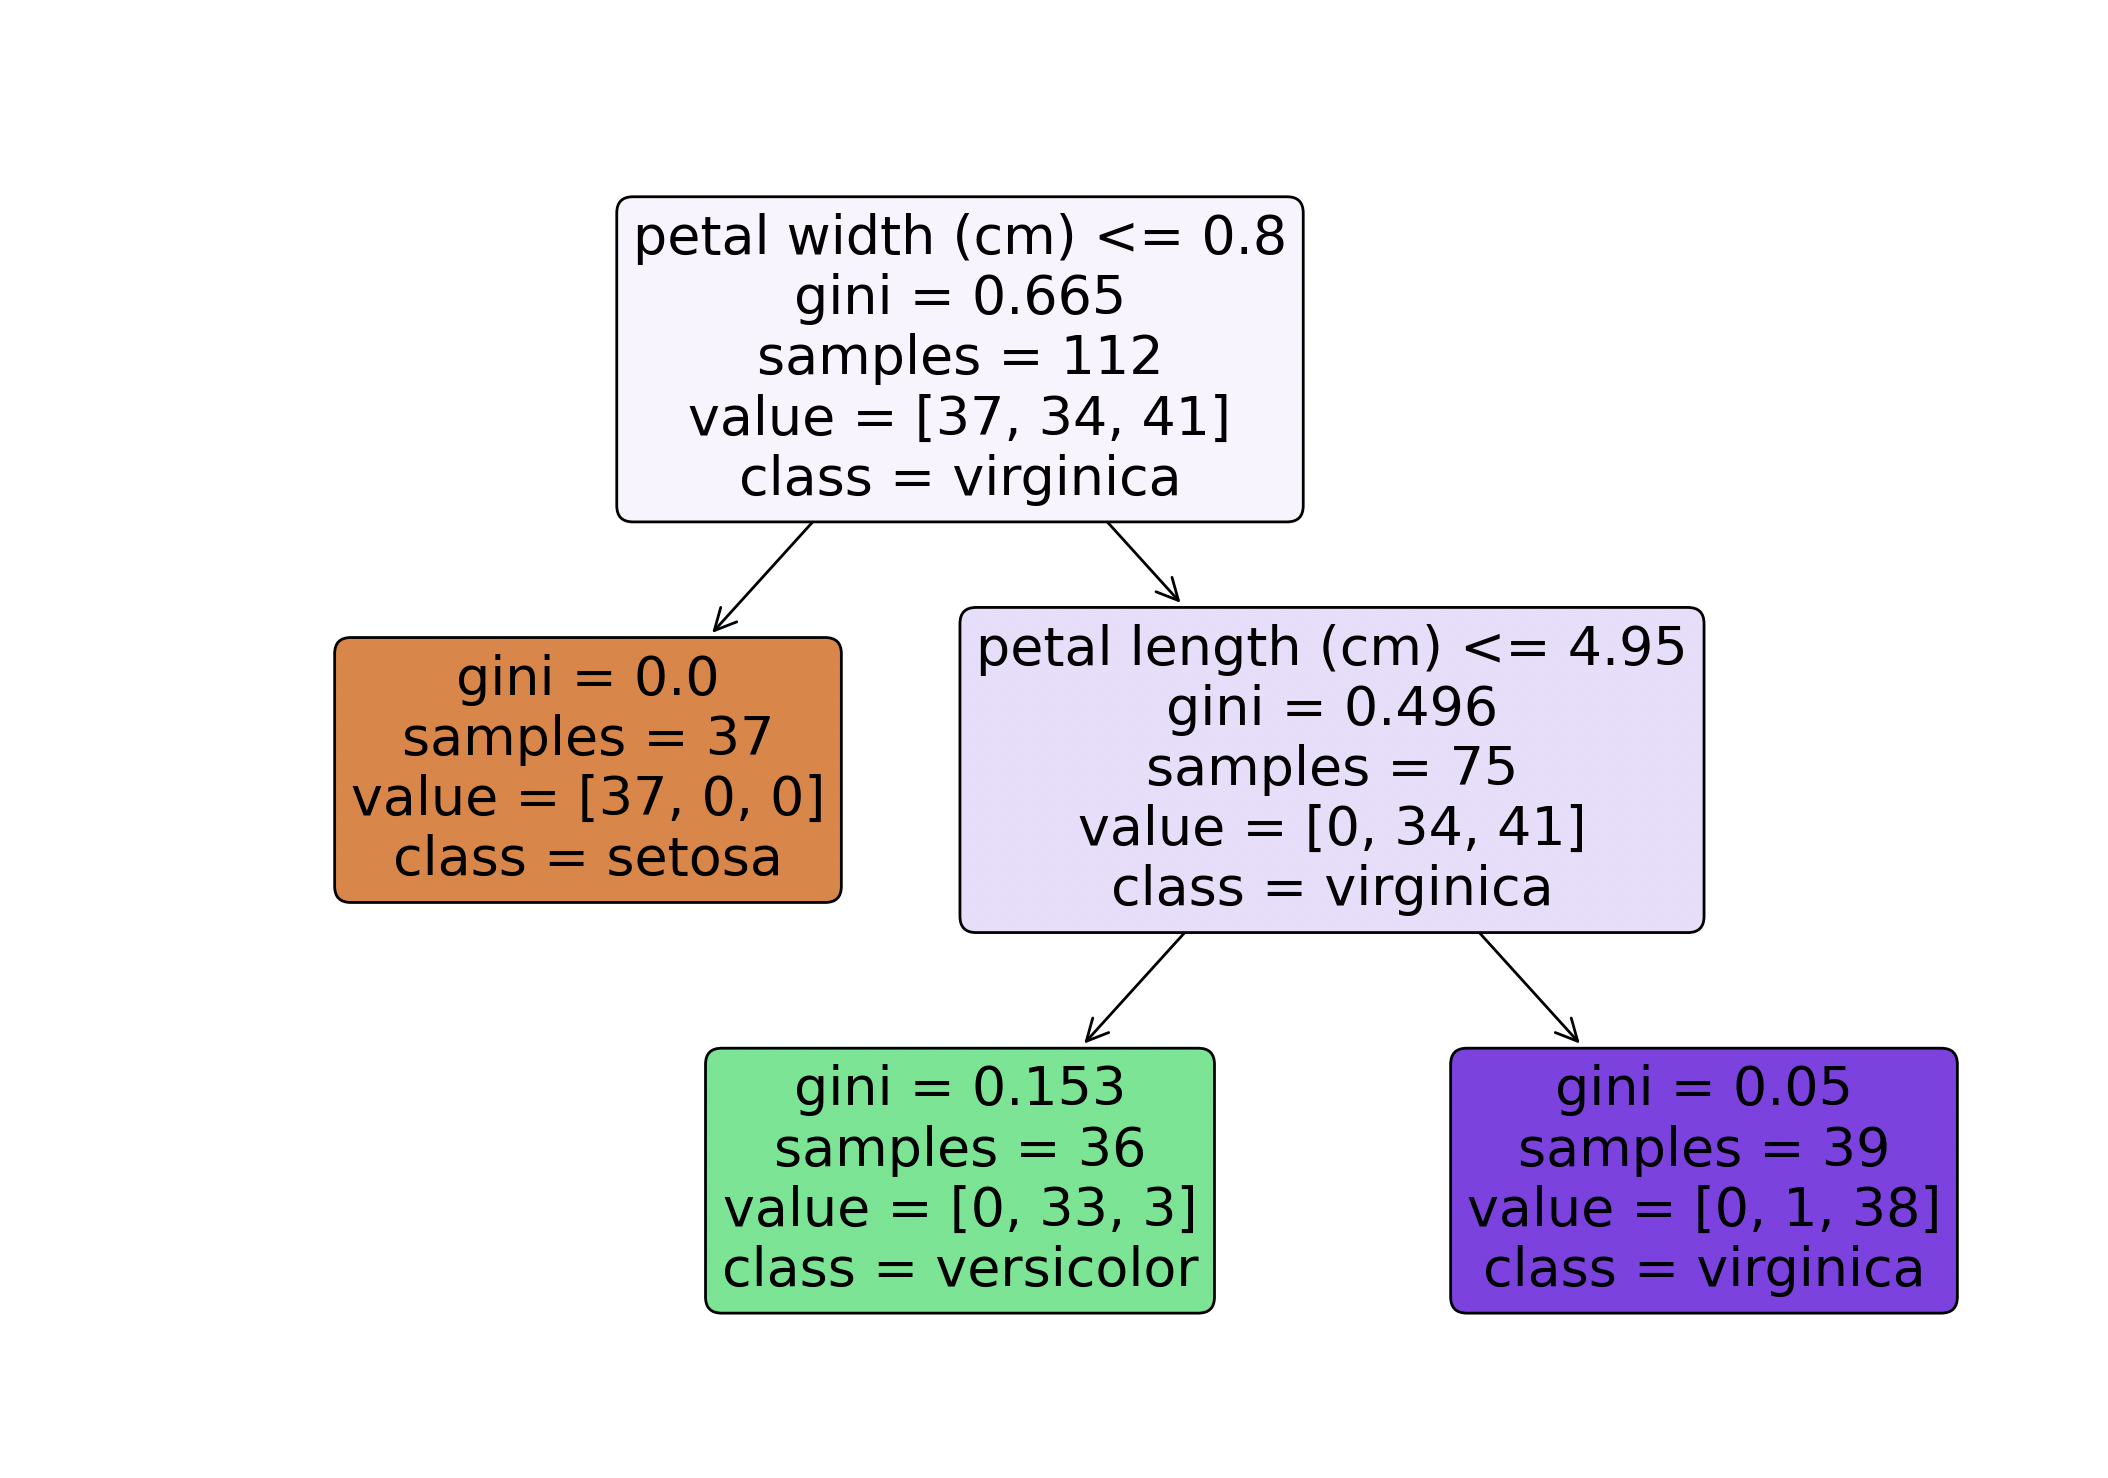 petal width (cm) <= 0.8
gini = 0.665
samples = 112
value = [37, 34, 41]
class = virginica
gini = 0.0
samples = 37
value = [37, 0, 0]
class = setosa
petal length (cm) <= 4.95
gini = 0.496
samples = 75
value = [0, 34, 41]
class = virginica
gini = 0.153
samples = 36
value = [0, 33, 3]
class = versicolor
gini = 0.05
samples = 39
value = [0, 1, 38]
class = virginica